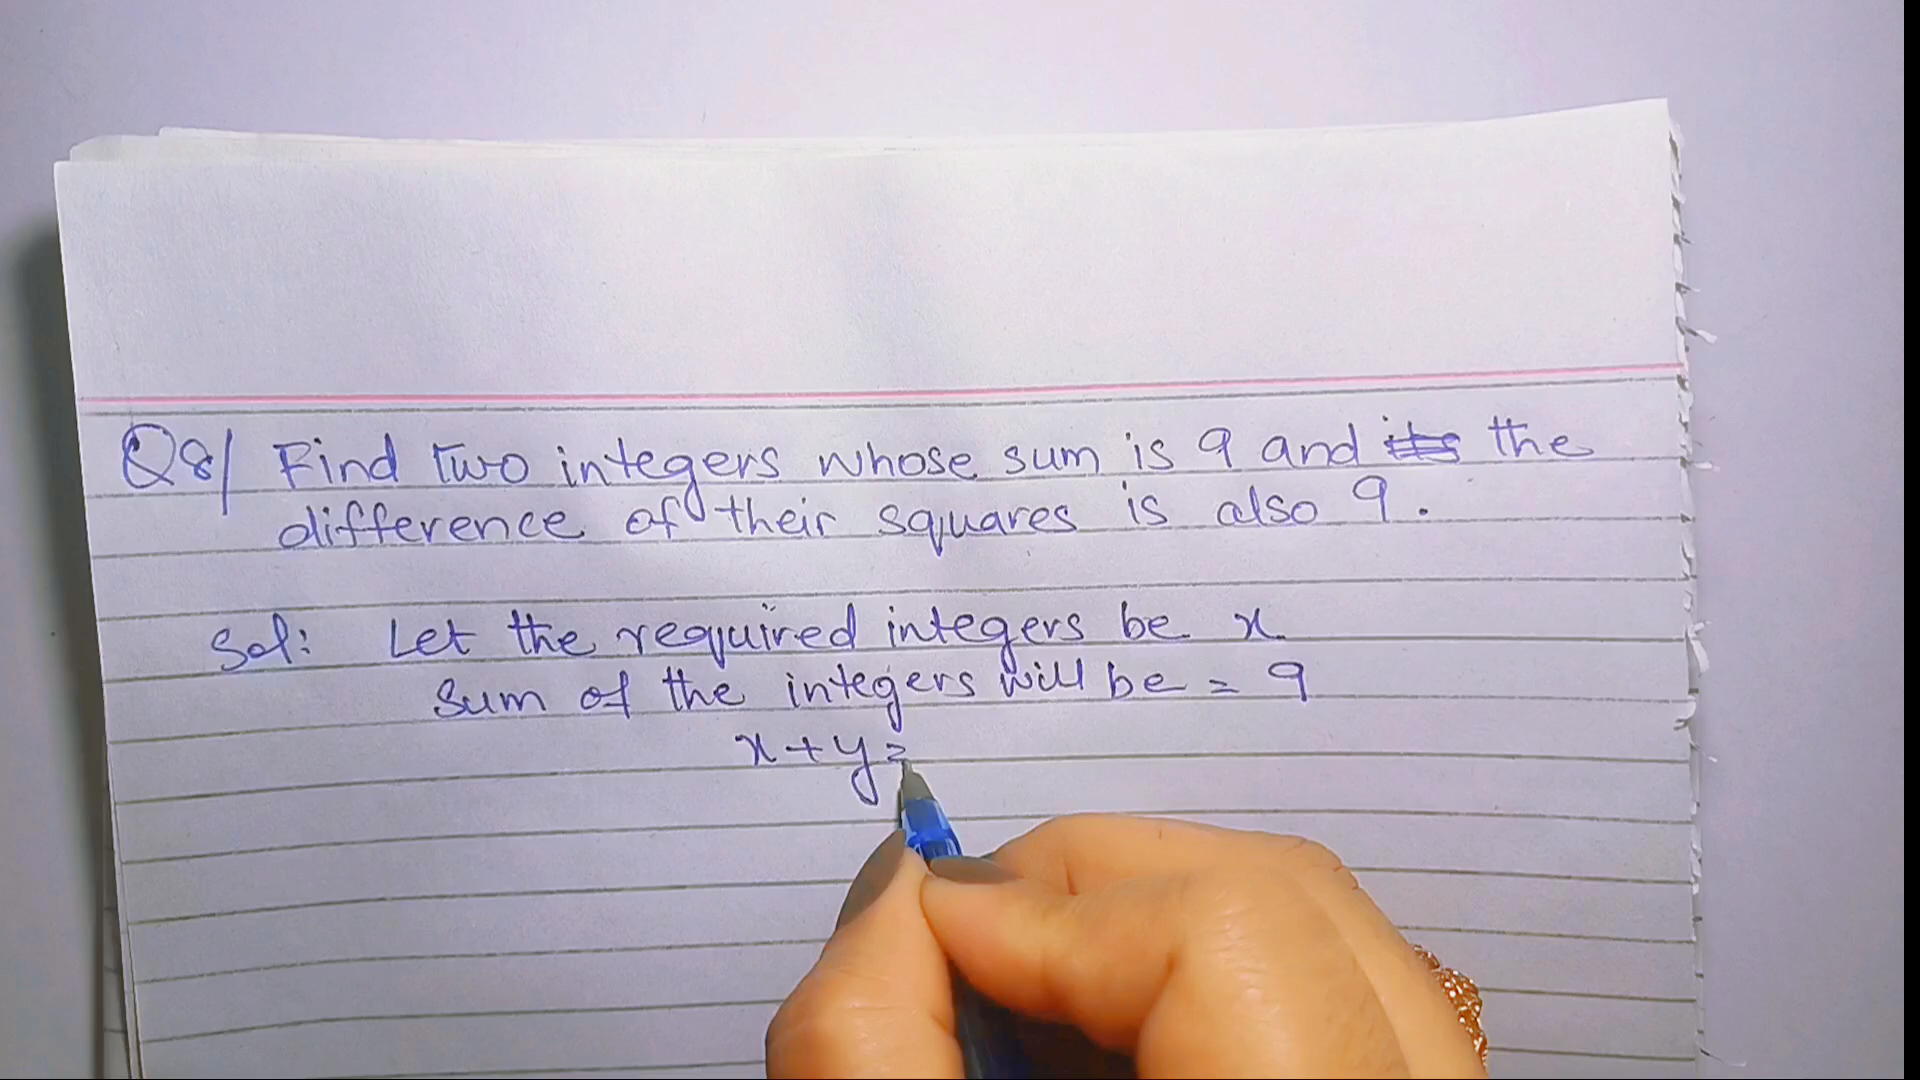 Q8/ Find two integers whose sum is 9 and the
difference of their squares is also 9.
Sol: Let the required integers be x
Sum of the integers will be = 9
x + y =